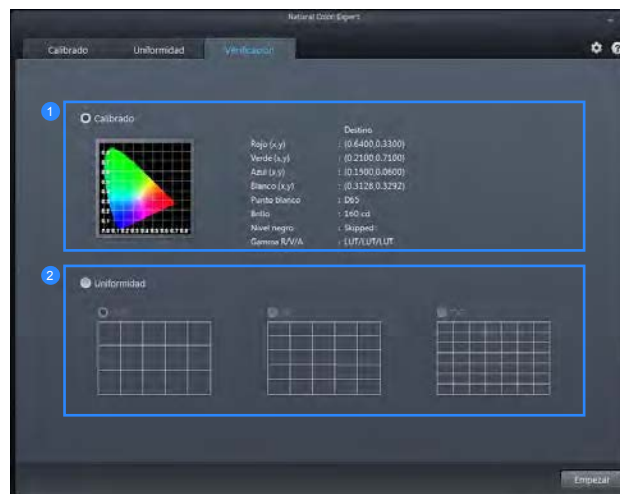 Natural Color Expert
Calibrado Uniformidad Verificación
1
Calibrado
Destino
Rojo (x,y) : (0.6400,0.3300)
Verde (x,y) : (0.2100,0.7100)
Azul (x,y) : (0.1500,0.0600)
Blanco (x,y) : (0.3128,0.3292)
Punto blanco : D65
Brillo : 160 cd
Nivel negro : Skipped
Gamma R/V/A : LUT/LUT/LUT
2
Uniformidad
Empezar